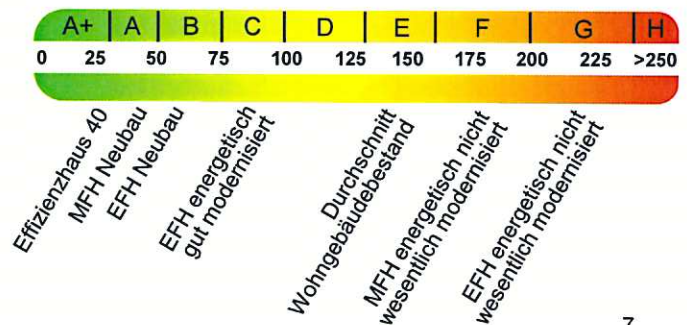 A+ A B C D E F G H
0 25 50 75 100 125 150 175 200 225 >250
Effizienzhaus 40
MFH Neubau
EFH Neubau
EFH energetisch
gut modernisiert
Durchschnitt
Wohngebäudebestand
MFH energetisch nicht
wesentlich modernisiert
EFH energetisch nicht
wesentlich modernisiert